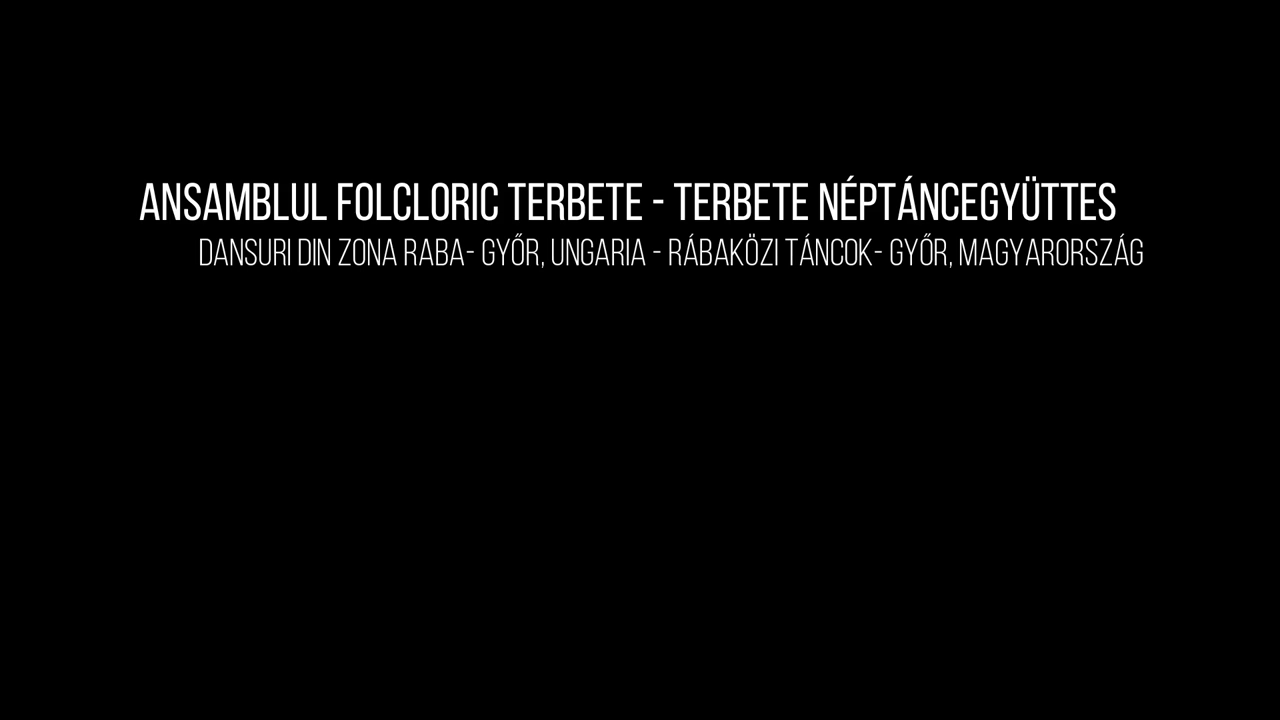 ANSAMBLUL FOLCLORIC TERBETE - TERBETE NÉPTÁNCEGYÜTTES
DANSURI DIN ZONA RABA- GYŐR, UNGARIA - RÁBAKÖZI TÁNCOK- GYŐR, MAGYARORSZÁG